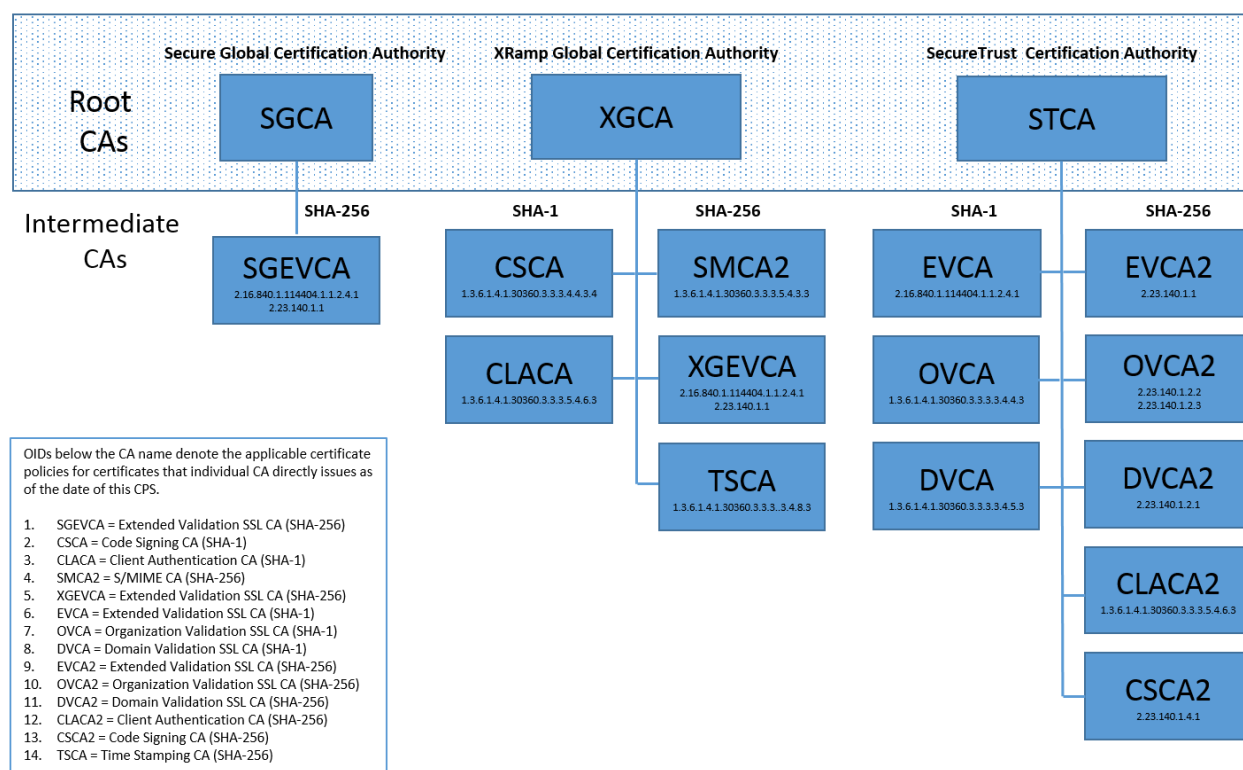 Secure Global Certification Authority
XRamp Global Certification Authority
SecureTrust  Certification Authority
Root
CAs
SGCA
XGCA
STCA
Intermediate
CAs
SHA-256
SHA-1
SHA-256
SHA-1
SHA-256
SGEVCA
2.16.840.1.114404.1.1.2.4.1
2.23.140.1.1
CSCA
1.3.6.1.4.1.30360.3.3.3.4.4.3.4
SMCA2
1.3.6.1.4.1.30360.3.3.3.5.4.3.3
EVCA
2.16.840.1.114404.1.1.2.4.1
EVCA2
2.23.140.1.1
CLACA
1.3.6.1.4.1.30360.3.3.3.5.4.6.3
XGEVCA
2.16.840.1.114404.1.1.2.4.1
2.23.140.1.1
OVCA
1.3.6.1.4.1.30360.3.3.3.3.4.4.3
OVCA2
2.23.140.1.2.2
2.23.140.1.2.3
TSCA
1.3.6.1.4.1.30360.3.3.3..3.4.8.3
DVCA
1.3.6.1.4.1.30360.3.3.3.3.4.5.3
DVCA2
2.23.140.1.2.1
CLACA2
1.3.6.1.4.1.30360.3.3.3.5.4.6.3
CSCA2
2.23.140.1.4.1
OIDs below the CA name denote the applicable certificate
policies for certificates that individual CA directly issues as
of the date of this CPS.
1. SGEVCA = Extended Validation SSL CA (SHA-256)
2. CSCA = Code Signing CA (SHA-1)
3. CLACA = Client Authentication CA (SHA-1)
4. SMCA2 = S/MIME CA (SHA-256)
5. XGEVCA = Extended Validation SSL CA (SHA-256)
6. EVCA = Extended Validation SSL CA (SHA-1)
7. OVCA = Organization Validation SSL CA (SHA-1)
8. DVCA = Domain Validation SSL CA (SHA-1)
9. EVCA2 = Extended Validation SSL CA (SHA-256)
10. OVCA2 = Organization Validation SSL CA (SHA-256)
11. DVCA2 = Domain Validation SSL CA (SHA-256)
12. CLACA2 = Client Authentication CA (SHA-256)
13. CSCA2 = Code Signing CA (SHA-256)
14. TSCA = Time Stamping CA (SHA-256)